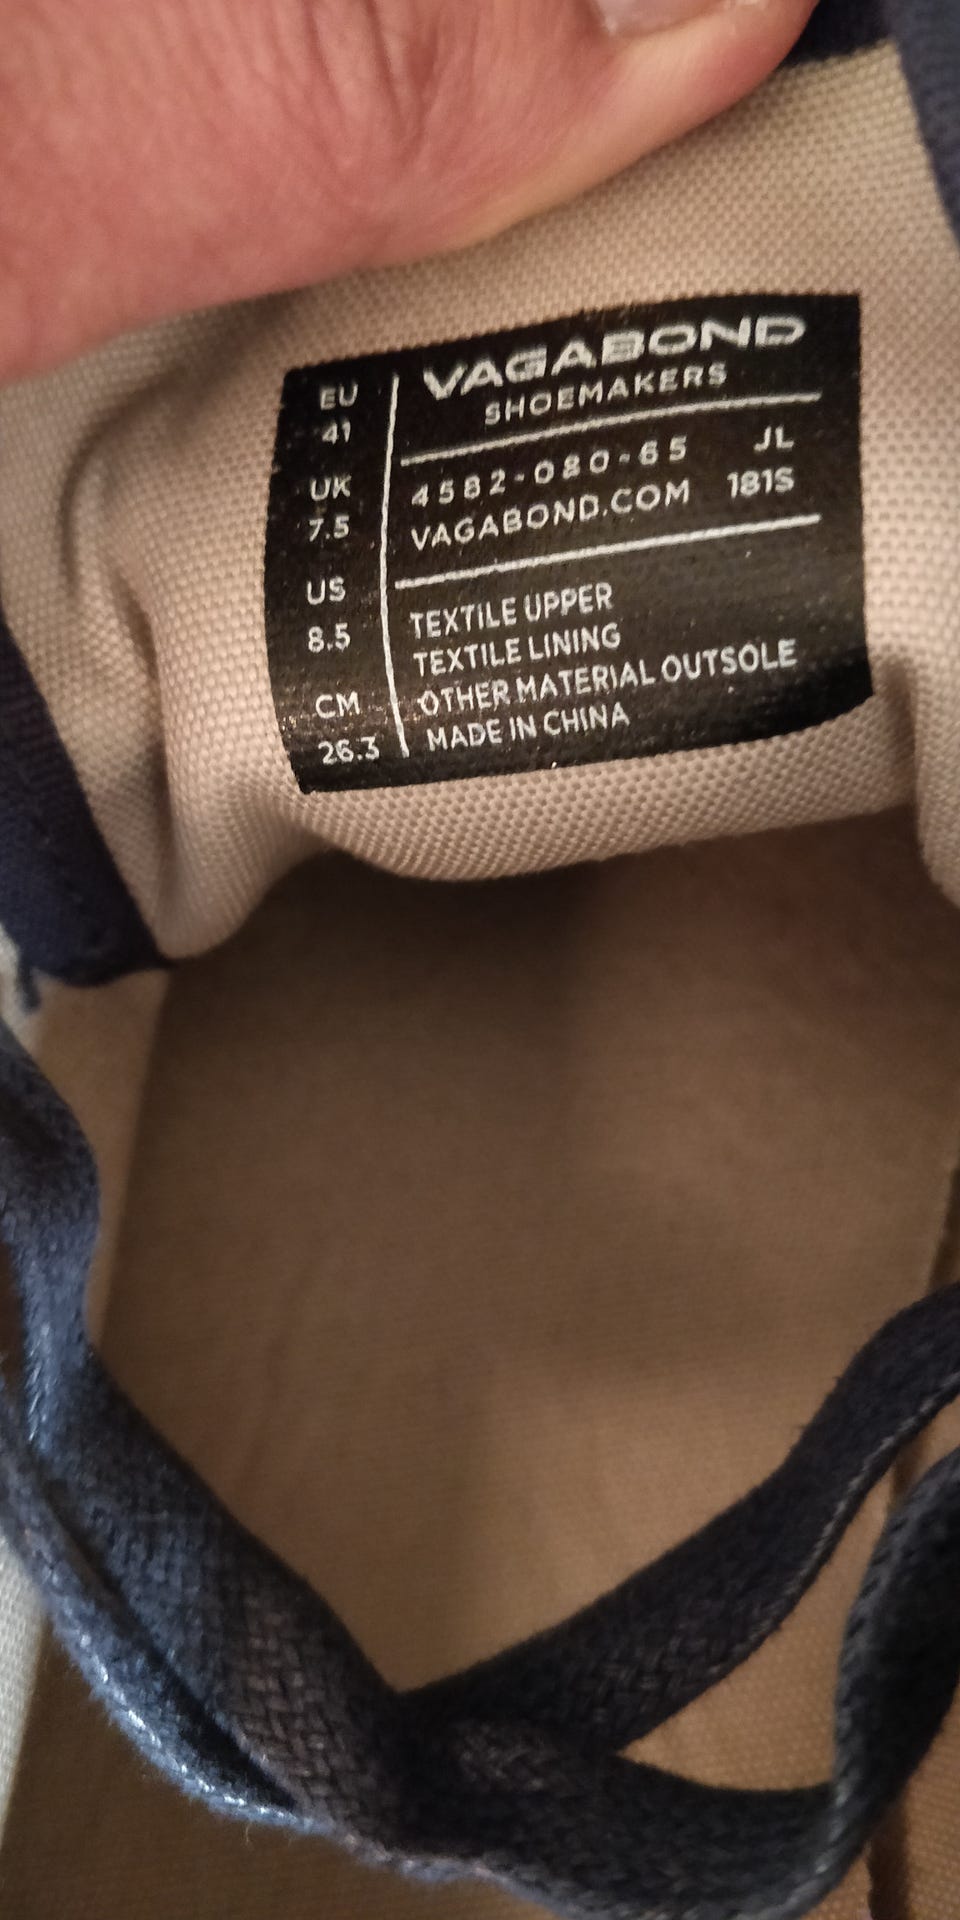 EU
41
UK
7.5
US
8.5
CM
26.3
VAGABOND
SHOEMAKERS
4582-080-65 JL
VAGABOND.COM 181S
TEXTILE UPPER
TEXTILE LINING
OTHER MATERIAL OUTSOLE
MADE IN CHINA